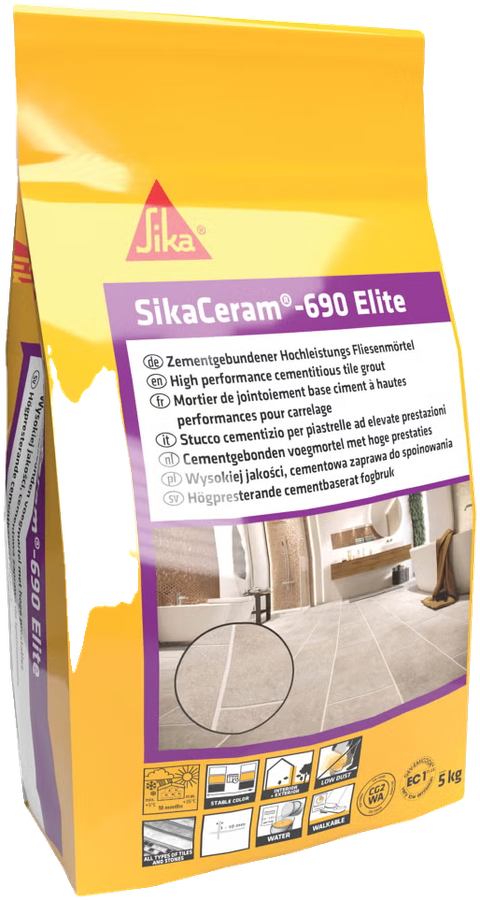 Sika®
SikaCeram®-690 Elite
de Zementgebundener Hochleistungs Fliesenmörtel
en High performance cementitious tile grout
fr Mortier de jointoiement base ciment à hautes
performances pour carrelage
it Stucco cementizio per piastrelle ad elevate prestazioni
nl Cementgebonden voegmortel met hoge prestaties
pl Wysokiej jakości, cementowa zaprawa do spoinowania
sv Högpresterande cementbaserat fogbruk
STABLE COLOR
INTERIOR + EXTERIOR
LOW DUST
ALL TYPES OF TILES
AND STONES
WATER
WALKABLE
CG2
WA
EC1
5 kg
-690 Elite